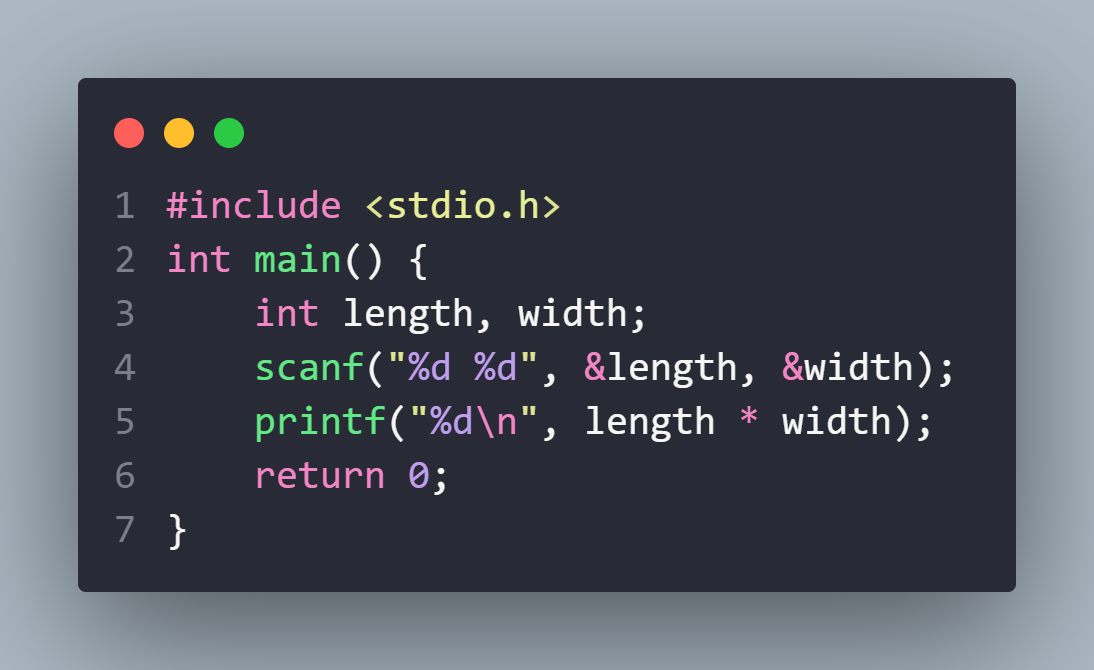 1 #include <stdio.h>
2 int main() {
3     int length, width;
4     scanf("%d %d", &length, &width);
5     printf("%d\n", length * width);
6     return 0;
7 }